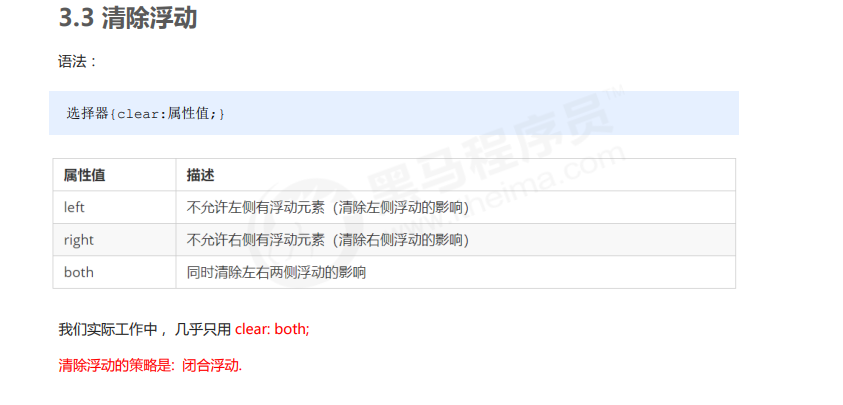 3.3 清除浮动
语法：
选择器{clear:属性值;}
属性值 描述
left 不允许左侧有浮动元素（清除左侧浮动的影响）
right 不允许右侧有浮动元素（清除右侧浮动的影响）
both 同时清除左右两侧浮动的影响
我们实际工作中， 几乎只用 clear: both;
清除浮动的策略是: 闭合浮动.
黑马程序员™
www.itheima.com